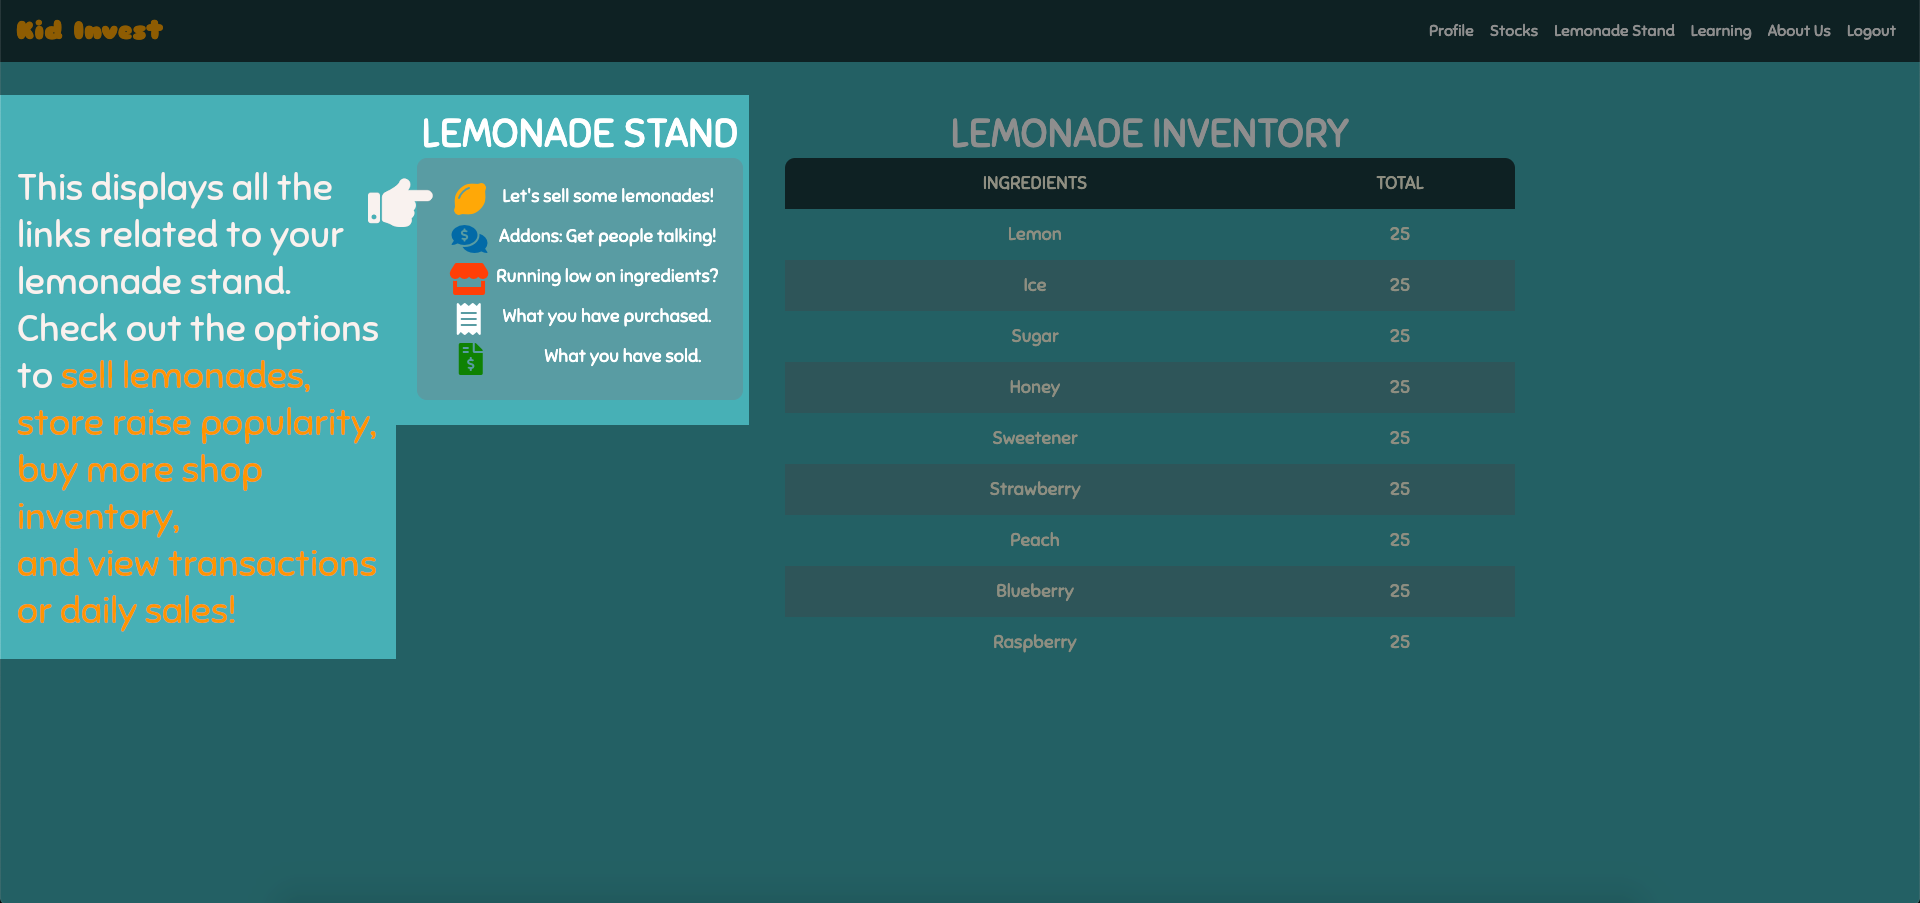 Kid Invest
Profile Stocks Lemonade Stand Learning About Us Logout
This displays all the
links related to your
lemonade stand.
Check out the options
to sell lemonades,
store raise popularity,
buy more shop
inventory,
and view transactions
or daily sales!
LEMONADE STAND
Let's sell some lemonades!
Addons: Get people talking!
Running low on ingredients?
What you have purchased.
What you have sold.
LEMONADE INVENTORY
INGREDIENTS TOTAL
Lemon 25
Ice 25
Sugar 25
Honey 25
Sweetener 25
Strawberry 25
Peach 25
Blueberry 25
Raspberry 25